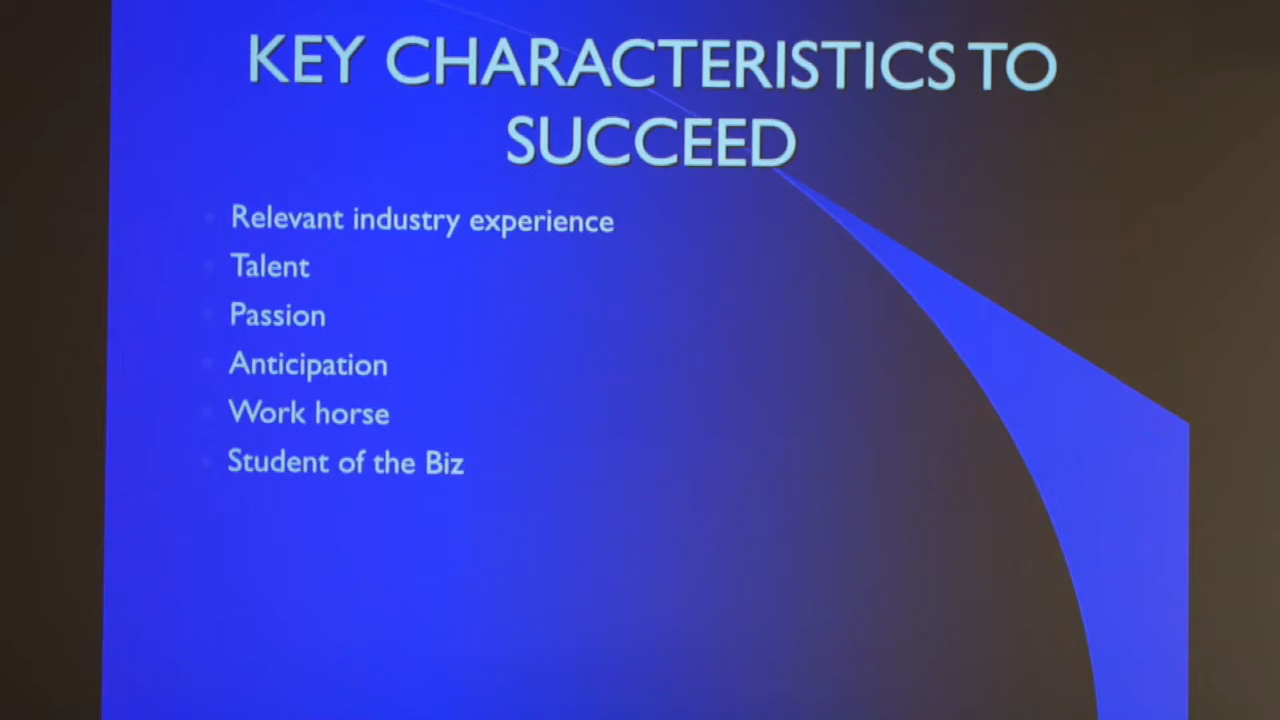 KEY CHARACTERISTICS TO
SUCCEED
Relevant industry experience
Talent
Passion
Anticipation
Work horse
Student of the Biz